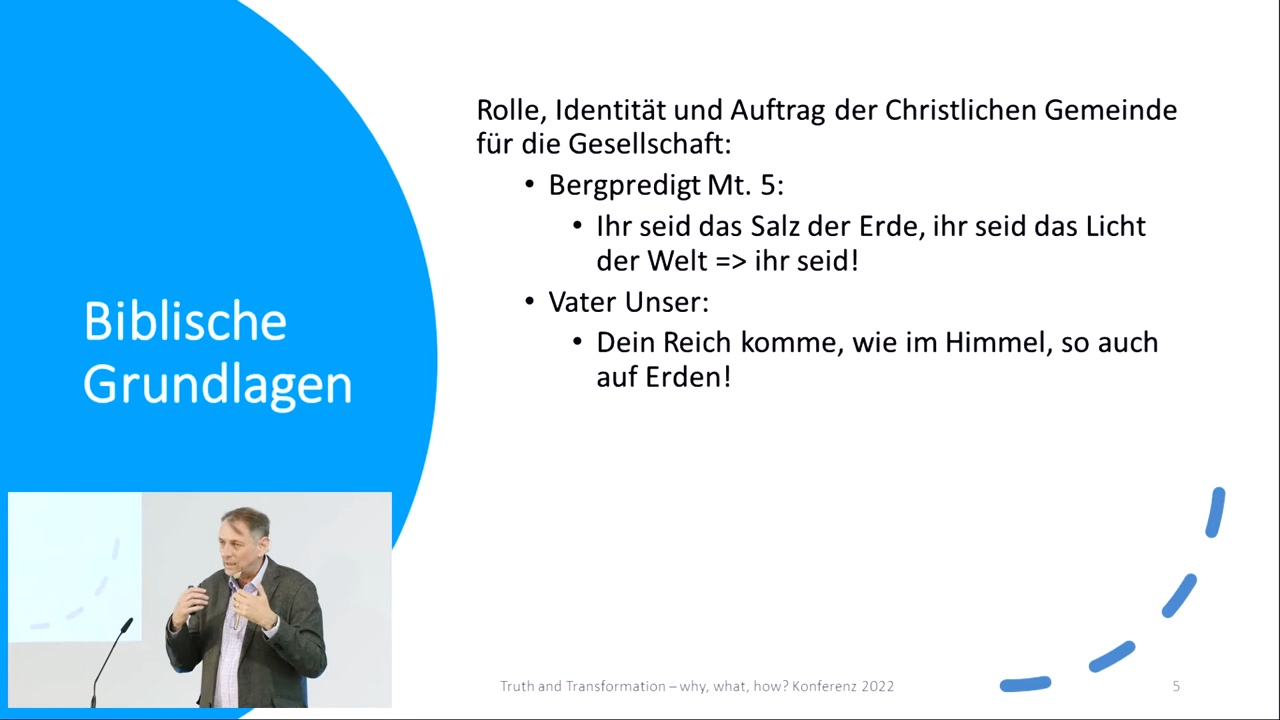 Biblische
Grundlagen
Rolle, Identität und Auftrag der Christlichen Gemeinde
für die Gesellschaft:
• Bergpredigt Mt. 5:
• Ihr seid das Salz der Erde, ihr seid das Licht
der Welt => ihr seid!
• Vater Unser:
• Dein Reich komme, wie im Himmel, so auch
auf Erden!
Truth and Transformation – why, what, how? Konferenz 2022
5